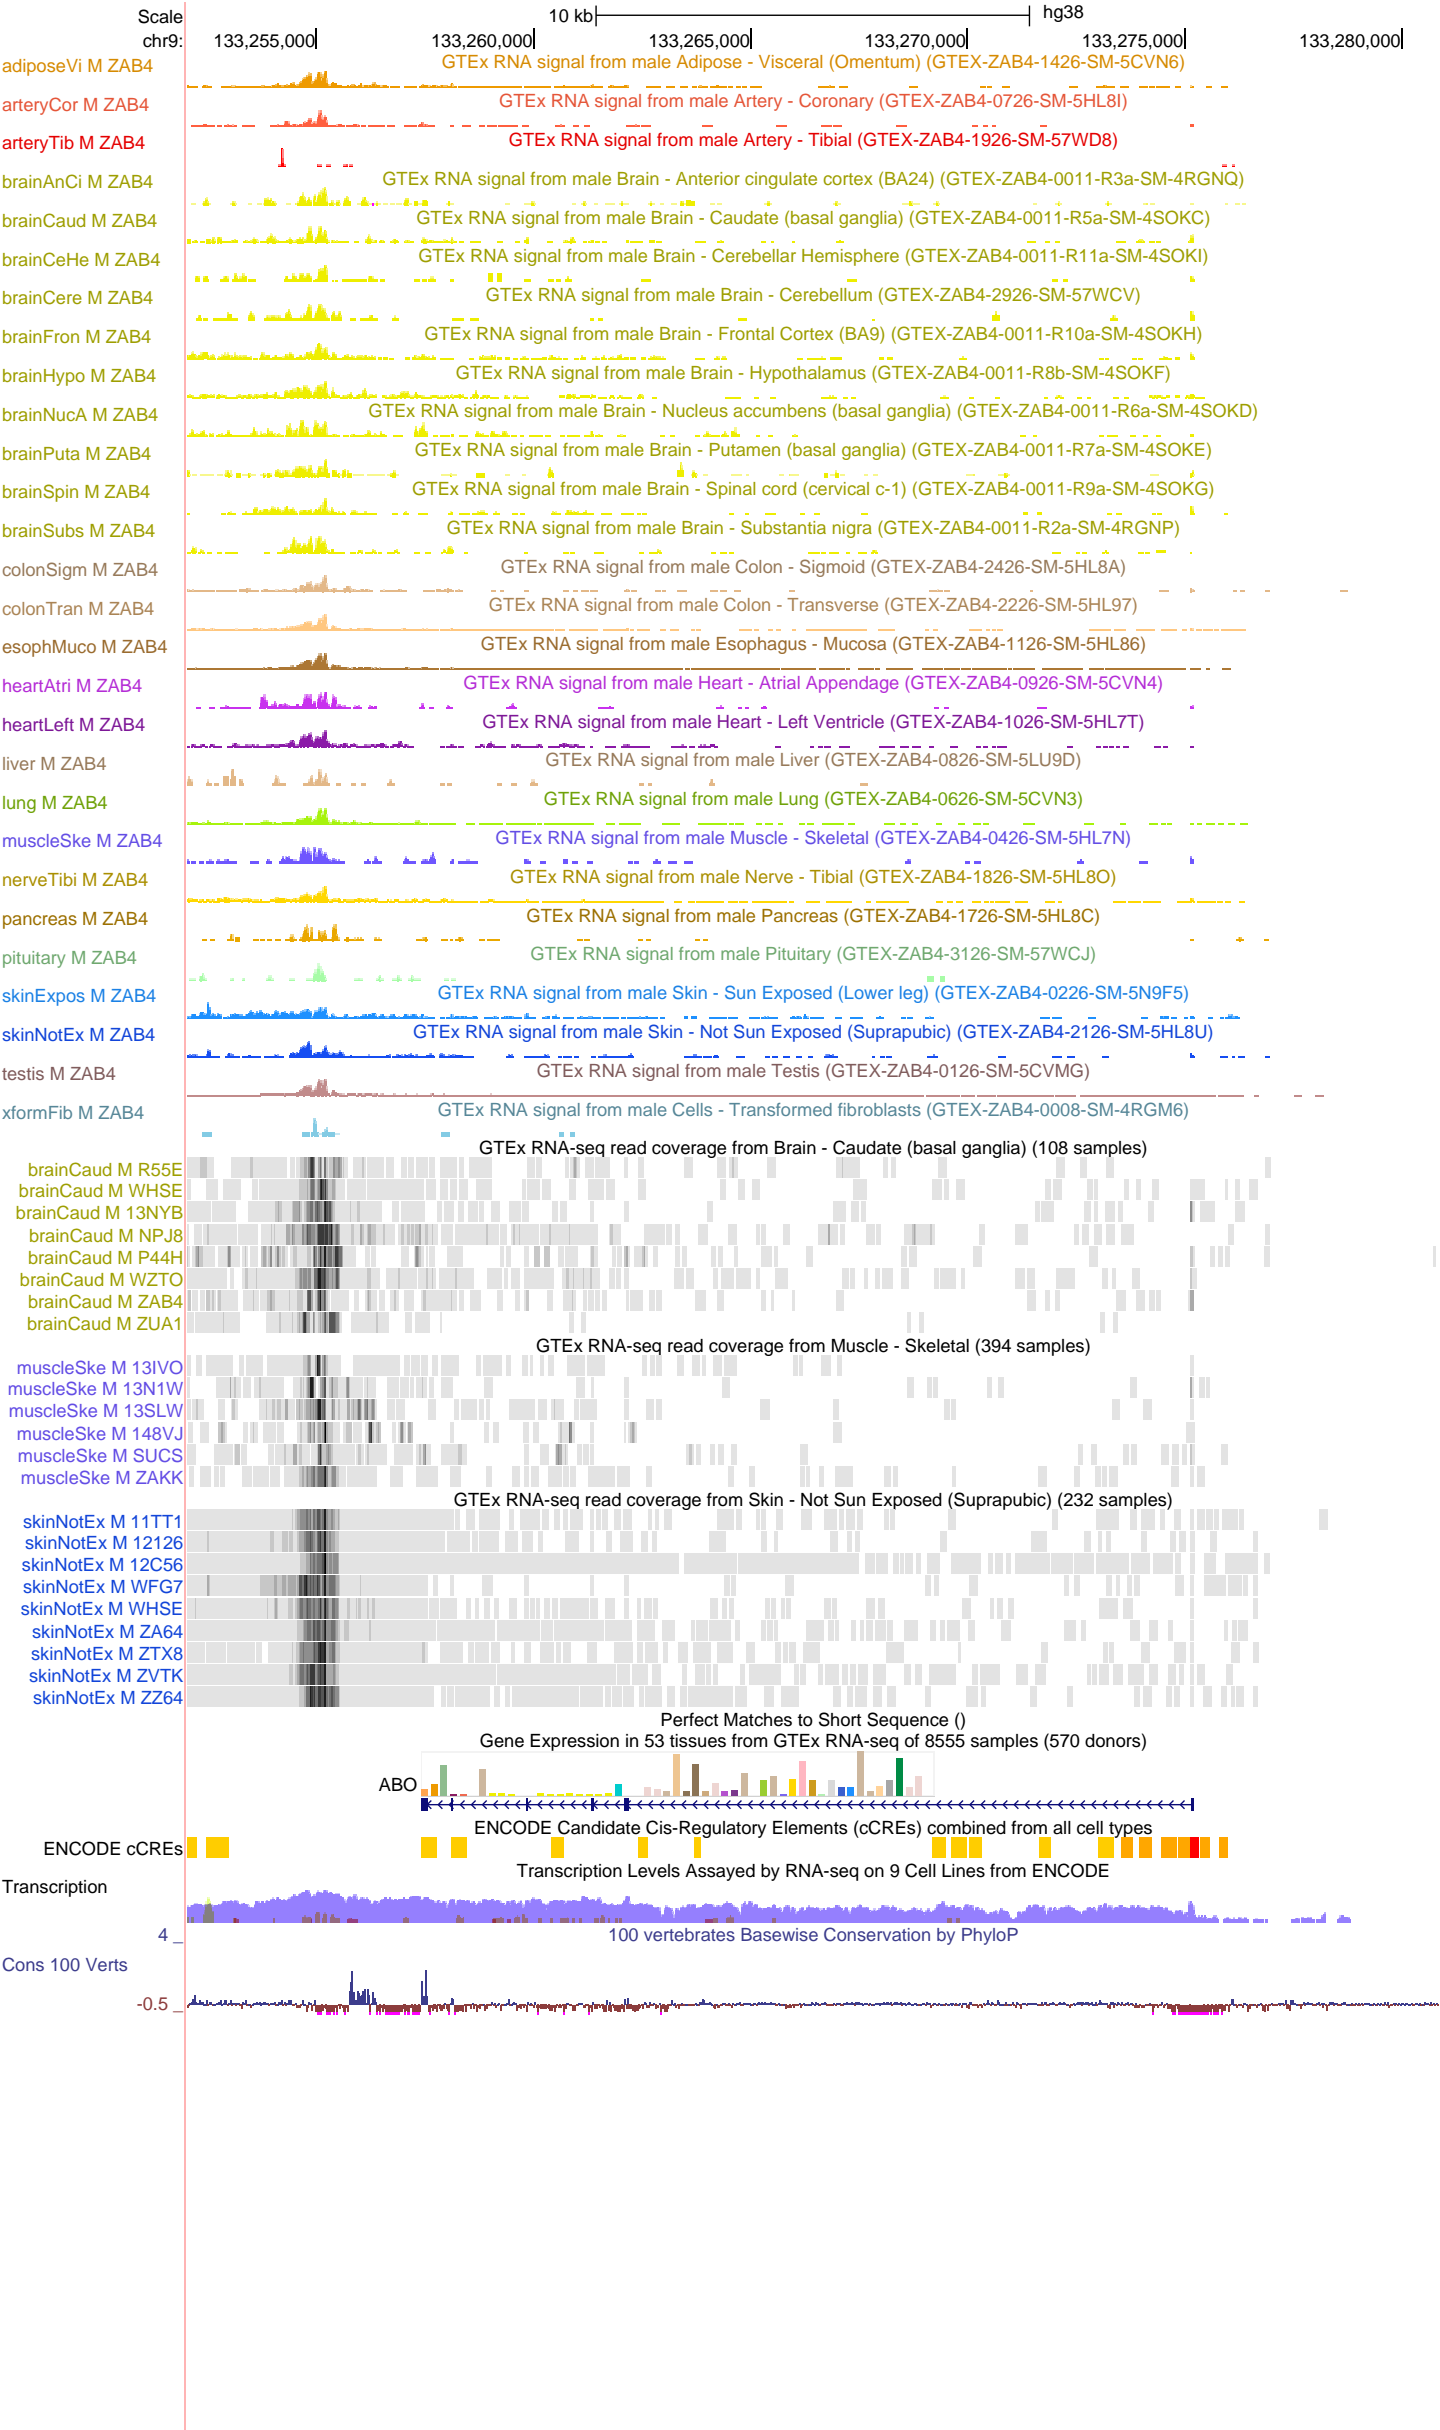 Scale 10 kb hg38
chr9: 133,255,000 133,260,000 133,265,000 133,270,000 133,275,000 133,280,000
adiposeVi M ZAB4 GTEx RNA signal from male Adipose - Visceral (Omentum) (GTEX-ZAB4-1426-SM-5CVN6)
arteryCor M ZAB4 GTEx RNA signal from male Artery - Coronary (GTEX-ZAB4-0726-SM-5HL8I)
arteryTib M ZAB4 GTEx RNA signal from male Artery - Tibial (GTEX-ZAB4-1926-SM-57WD8)
brainAnCi M ZAB4 GTEx RNA signal from male Brain - Anterior cingulate cortex (BA24) (GTEX-ZAB4-0011-R3a-SM-4RGNQ)
brainCaud M ZAB4 GTEx RNA signal from male Brain - Caudate (basal ganglia) (GTEX-ZAB4-0011-R5a-SM-4SOKC)
brainCeHe M ZAB4 GTEx RNA signal from male Brain - Cerebellar Hemisphere (GTEX-ZAB4-0011-R11a-SM-4SOKI)
brainCere M ZAB4 GTEx RNA signal from male Brain - Cerebellum (GTEX-ZAB4-2926-SM-57WCV)
brainFron M ZAB4 GTEx RNA signal from male Brain - Frontal Cortex (BA9) (GTEX-ZAB4-0011-R10a-SM-4SOKH)
brainHypo M ZAB4 GTEx RNA signal from male Brain - Hypothalamus (GTEX-ZAB4-0011-R8b-SM-4SOKF)
brainNucA M ZAB4 GTEx RNA signal from male Brain - Nucleus accumbens (basal ganglia) (GTEX-ZAB4-0011-R6a-SM-4SOKD)
brainPuta M ZAB4 GTEx RNA signal from male Brain - Putamen (basal ganglia) (GTEX-ZAB4-0011-R7a-SM-4SOKE)
brainSpin M ZAB4 GTEx RNA signal from male Brain - Spinal cord (cervical c-1) (GTEX-ZAB4-0011-R9a-SM-4SOKG)
brainSubs M ZAB4 GTEx RNA signal from male Brain - Substantia nigra (GTEX-ZAB4-0011-R2a-SM-4RGNP)
colonSigm M ZAB4 GTEx RNA signal from male Colon - Sigmoid (GTEX-ZAB4-2426-SM-5HL8A)
colonTran M ZAB4 GTEx RNA signal from male Colon - Transverse (GTEX-ZAB4-2226-SM-5HL97)
esophMuco M ZAB4 GTEx RNA signal from male Esophagus - Mucosa (GTEX-ZAB4-1126-SM-5HL86)
heartAtri M ZAB4 GTEx RNA signal from male Heart - Atrial Appendage (GTEX-ZAB4-0926-SM-5CVN4)
heartLeft M ZAB4 GTEx RNA signal from male Heart - Left Ventricle (GTEX-ZAB4-1026-SM-5HL7T)
liver M ZAB4 GTEx RNA signal from male Liver (GTEX-ZAB4-0826-SM-5LU9D)
lung M ZAB4 GTEx RNA signal from male Lung (GTEX-ZAB4-0626-SM-5CVN3)
muscleSke M ZAB4 GTEx RNA signal from male Muscle - Skeletal (GTEX-ZAB4-0426-SM-5HL7N)
nerveTibi M ZAB4 GTEx RNA signal from male Nerve - Tibial (GTEX-ZAB4-1826-SM-5HL8O)
pancreas M ZAB4 GTEx RNA signal from male Pancreas (GTEX-ZAB4-1726-SM-5HL8C)
pituitary M ZAB4 GTEx RNA signal from male Pituitary (GTEX-ZAB4-3126-SM-57WCJ)
skinExpos M ZAB4 GTEx RNA signal from male Skin - Sun Exposed (Lower leg) (GTEX-ZAB4-0226-SM-5N9F5)
skinNotEx M ZAB4 GTEx RNA signal from male Skin - Not Sun Exposed (Suprapubic) (GTEX-ZAB4-2126-SM-5HL8U)
testis M ZAB4 GTEx RNA signal from male Testis (GTEX-ZAB4-0126-SM-5CVMG)
xformFib M ZAB4 GTEx RNA signal from male Cells - Transformed fibroblasts (GTEX-ZAB4-0008-SM-4RGM6)
GTEx RNA-seq read coverage from Brain - Caudate (basal ganglia) (108 samples)
brainCaud M R55E
brainCaud M WHSE
brainCaud M 13NYB
brainCaud M NPJ8
brainCaud M P44H
brainCaud M WZTO
brainCaud M ZAB4
brainCaud M ZUA1
GTEx RNA-seq read coverage from Muscle - Skeletal (394 samples)
muscleSke M 13IVO
muscleSke M 13N1W
muscleSke M 13SLW
muscleSke M 148VJ
muscleSke M SUCS
muscleSke M ZAKK
GTEx RNA-seq read coverage from Skin - Not Sun Exposed (Suprapubic) (232 samples)
skinNotEx M 11TT1
skinNotEx M 12126
skinNotEx M 12C56
skinNotEx M WFG7
skinNotEx M WHSE
skinNotEx M ZA64
skinNotEx M ZTX8
skinNotEx M ZVTK
skinNotEx M ZZ64
Perfect Matches to Short Sequence ()
Gene Expression in 53 tissues from GTEx RNA-seq of 8555 samples (570 donors)
ABO
ENCODE Candidate Cis-Regulatory Elements (cCREs) combined from all cell types
ENCODE cCREs
Transcription Levels Assayed by RNA-seq on 9 Cell Lines from ENCODE
Transcription
4 _ 100 vertebrates Basewise Conservation by PhyloP
Cons 100 Verts
-0.5 _